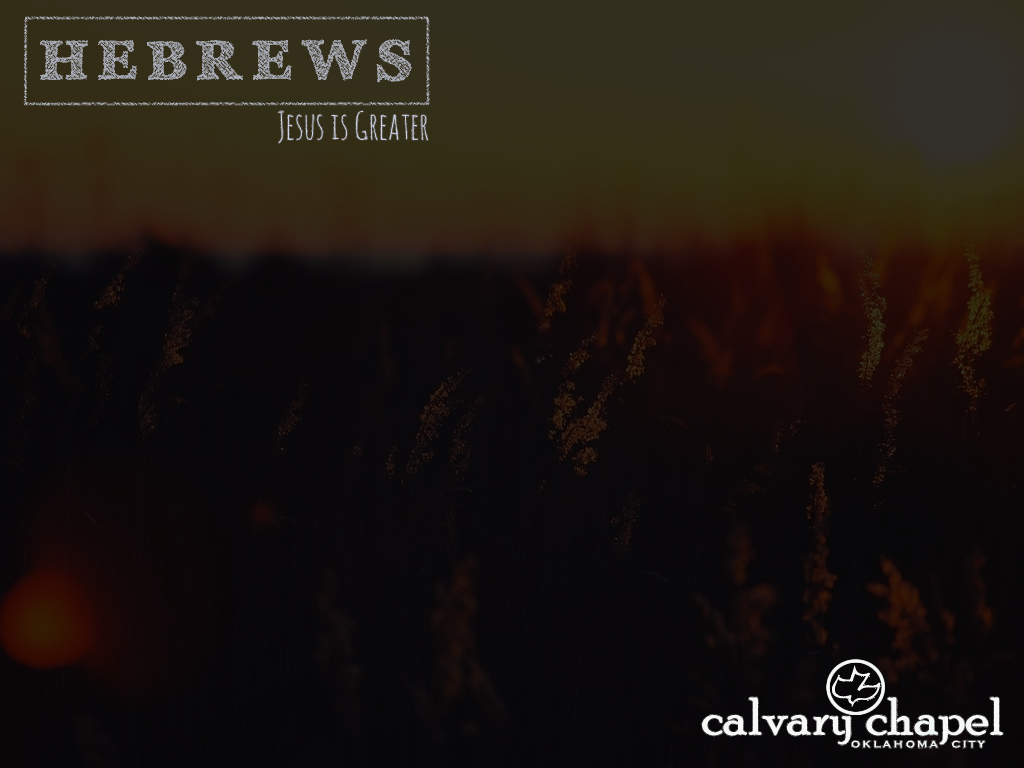 HEBREWS
Jesus is Greater
calvary chapel
OKLAHOMA CITY